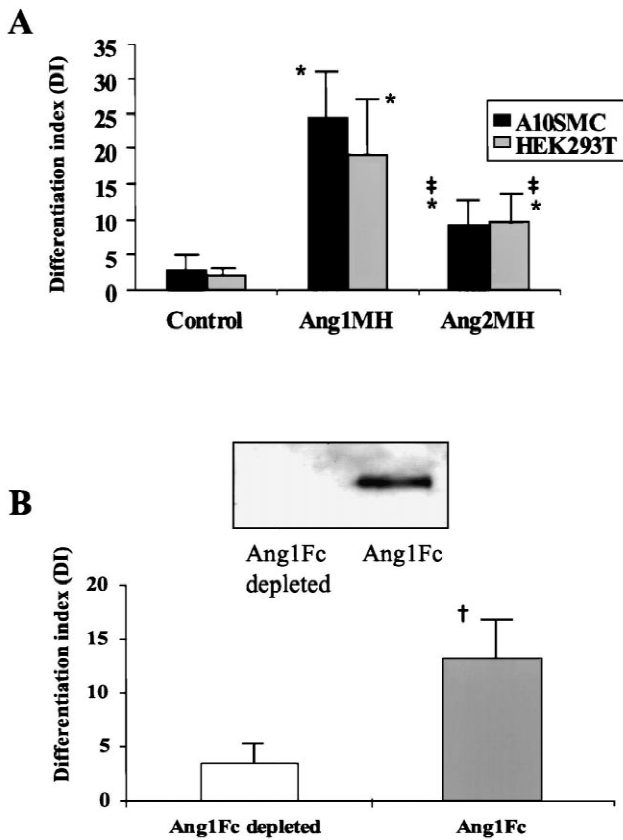 A
Differentiation index (DI)
35
30
25
20
15
10
5
0
*
*
‡
*
‡
*
A10SMC
HEK293T
Control
Ang1MH
Ang2MH
B
Ang1Fc
depleted
Ang1Fc
Differentiation index (DI)
20
15
10
5
0
†
Ang1Fc depleted
Ang1Fc